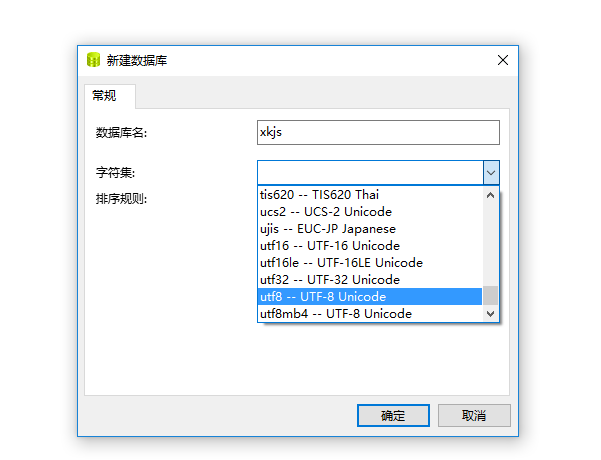 新建数据库
常规
数据库名:
xkjs
字符集:
排序规则:
tis620 -- TIS620 Thai
ucs2 -- UCS-2 Unicode
ujis -- EUC-JP Japanese
utf16 -- UTF-16 Unicode
utf16le -- UTF-16LE Unicode
utf32 -- UTF-32 Unicode
utf8 -- UTF-8 Unicode
utf8mb4 -- UTF-8 Unicode
确定
取消